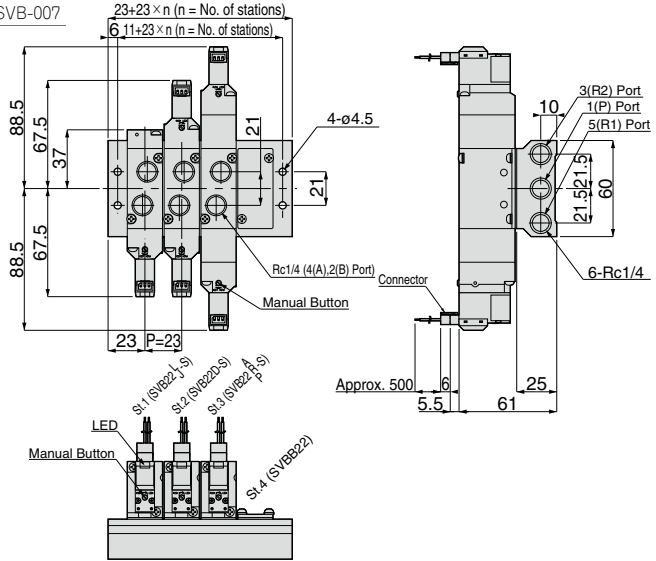 SVB-007
23+23×n (n = No. of stations)
6
11+23×n (n = No. of stations)
88.5
67.5
37
21
4-ø4.5
21
67.5
88.5
Rc1/4 (4(A),2(B) Port)
Manual Button
23
P=23
10
3(R2) Port
1(P) Port
5(R1) Port
21.5
21.5
60
6-Rc1/4
Connector
Approx. 500
6
5.5
25
61
St.1 (SVB22 L J -S)
St.2 (SVB22D-S)
St.3 (SVB22 A R P -S)
St.4 (SVBB22)
LED
Manual Button